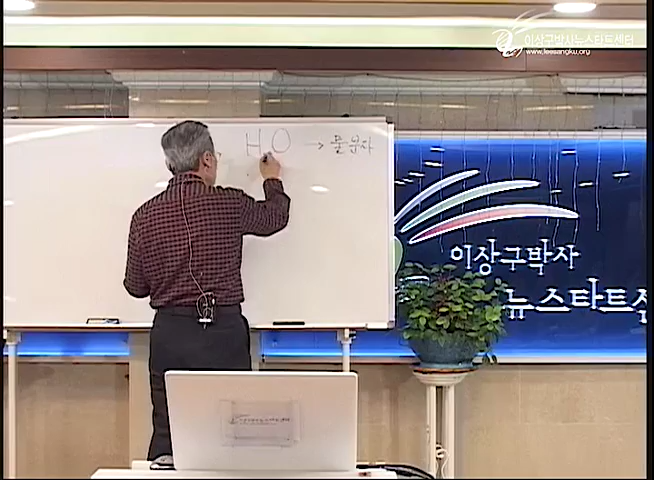 이상구박사뉴스타트센터
www.leesangku.org
H O → 물 분자
이상구박사
뉴스타트센